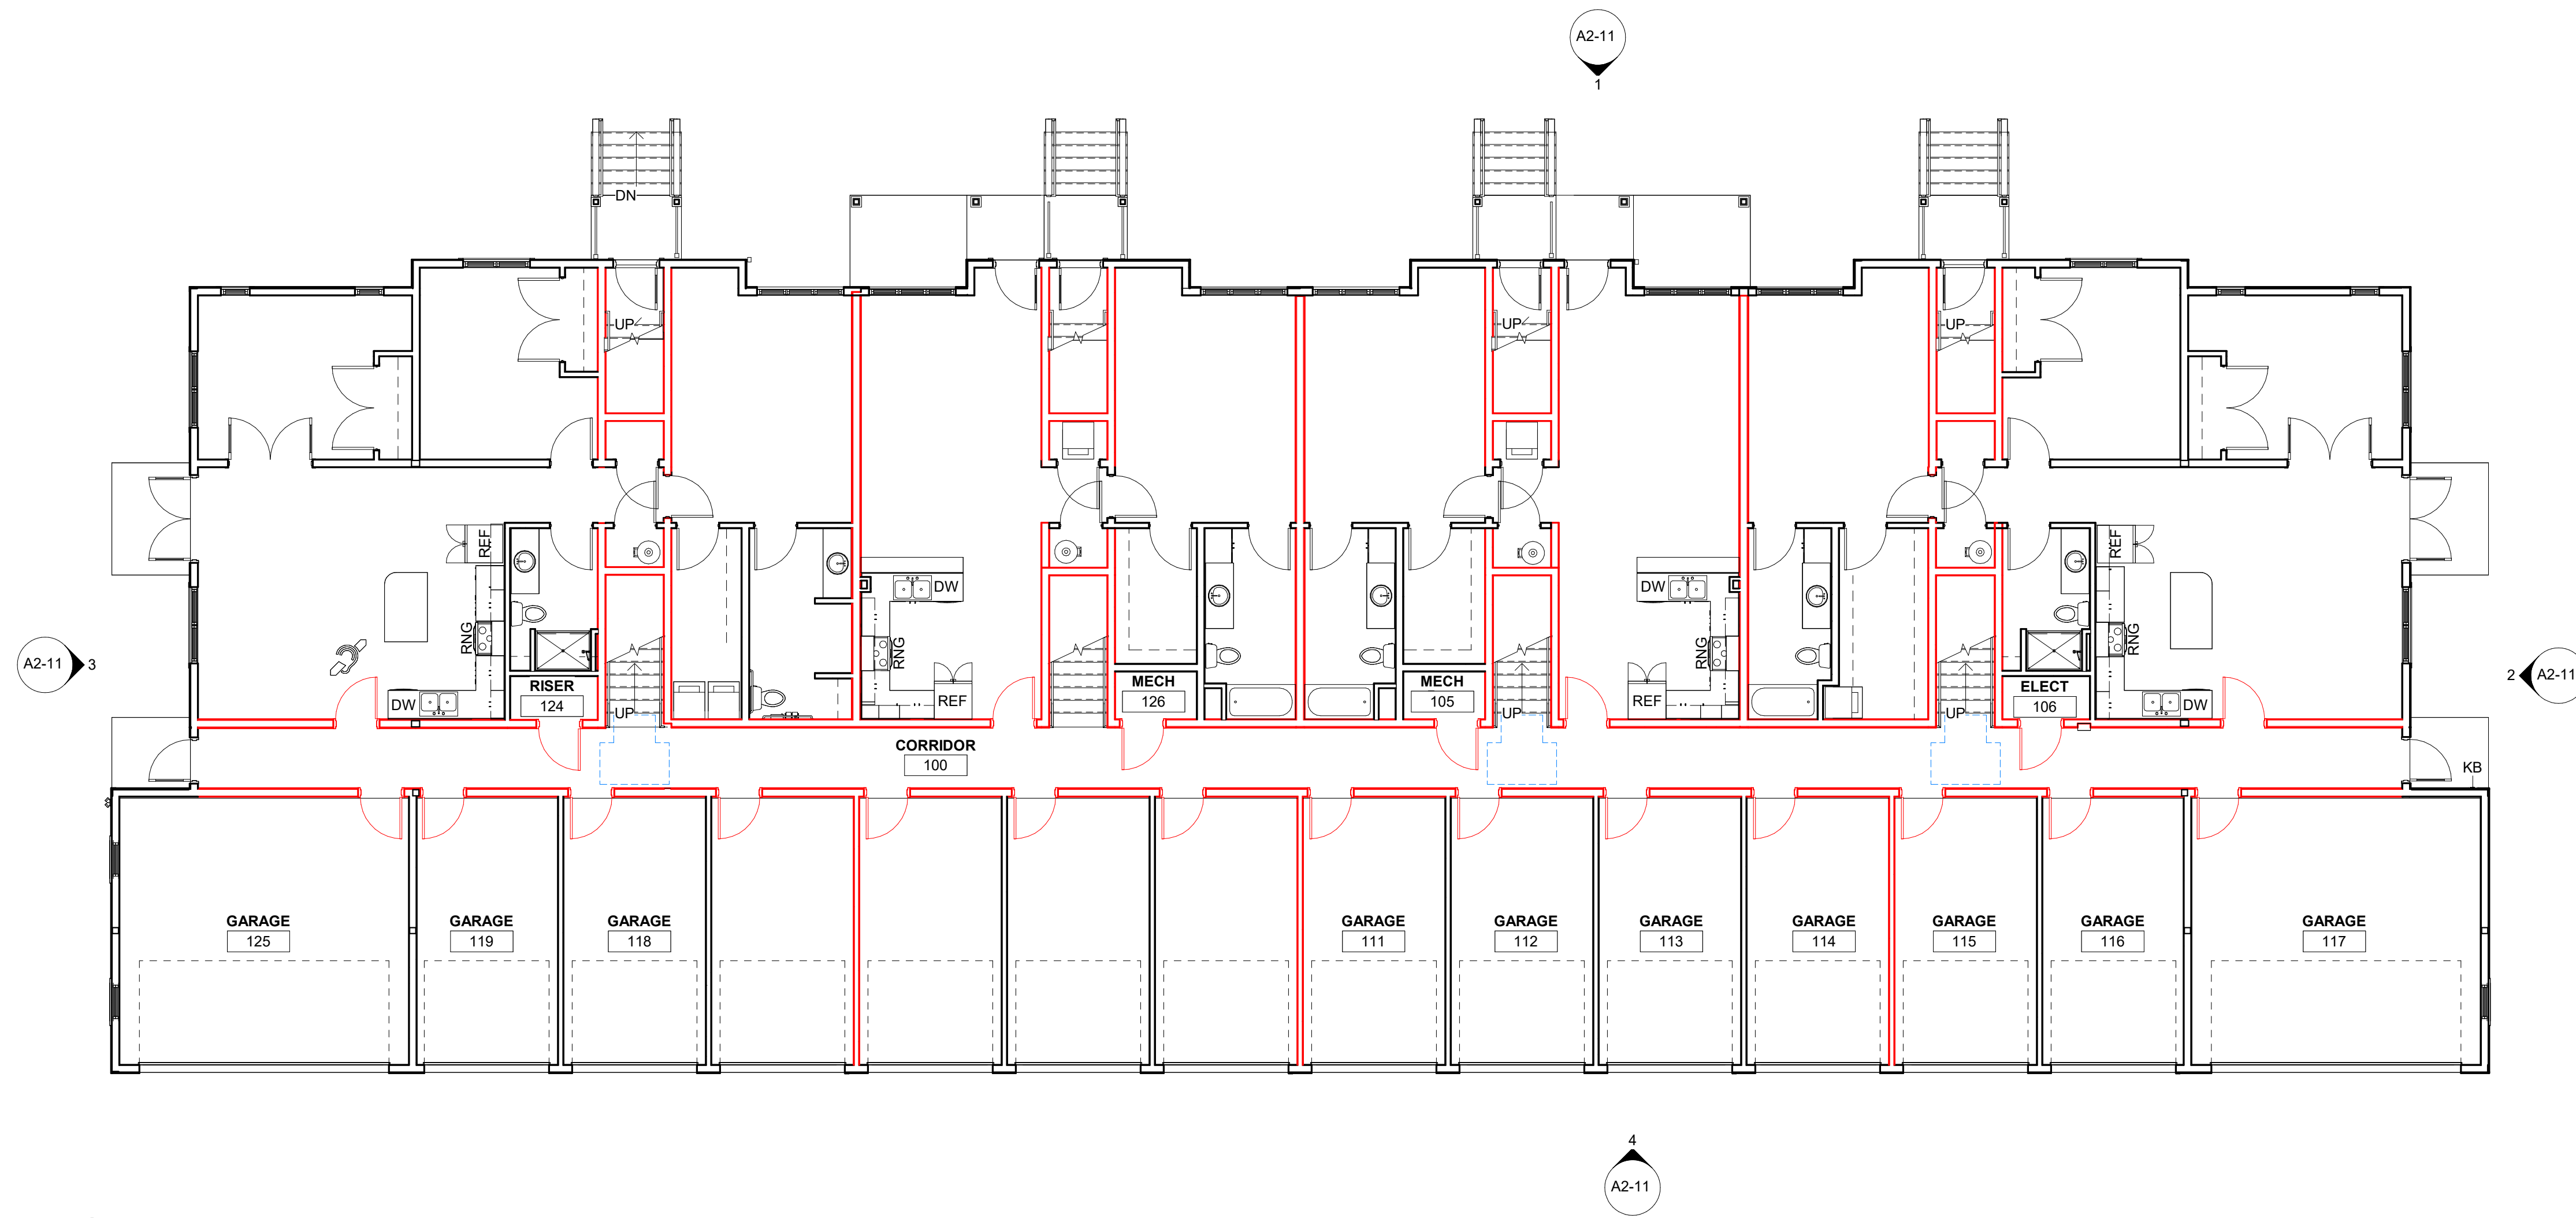 A2-11
1
DN
UP
UP
UP
REF
REF
DW
DW
RNG
RNG
RNG
RNG
A2-11
3
2
A2-11
RISER
124
MECH
126
MECH
105
ELECT
106
DW
REF
REF
DW
UP
UP
UP
CORRIDOR
100
KB
GARAGE
125
GARAGE
119
GARAGE
118
GARAGE
111
GARAGE
112
GARAGE
113
GARAGE
114
GARAGE
115
GARAGE
116
GARAGE
117
4
A2-11